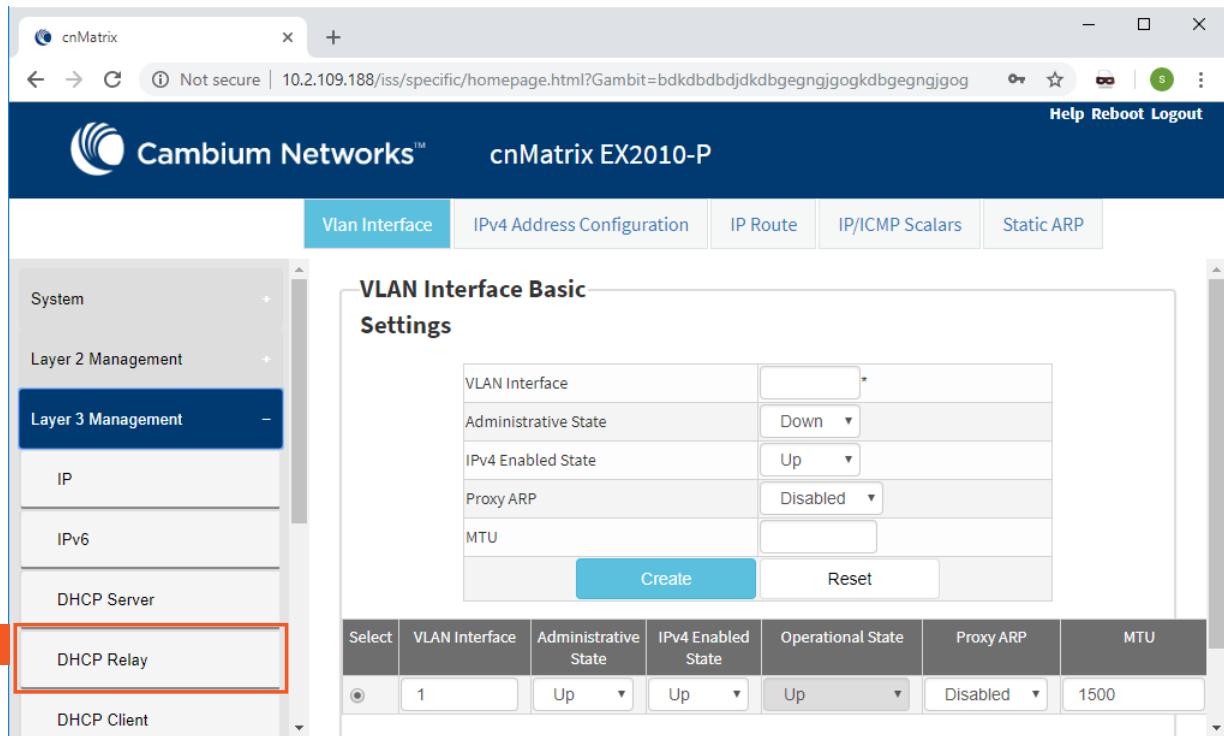 cnMatrix
Not secure | 10.2.109.188/iss/specific/homepage.html?Gambit=bdkdbdbdjdkdbgegngjgogkdbgegngjgog
S
Help Reboot Logout
Cambium Networks™
cnMatrix EX2010-P
Vlan Interface
IPv4 Address Configuration
IP Route
IP/ICMP Scalars
Static ARP
System +
Layer 2 Management +
Layer 3 Management –
IP
IPv6
DHCP Server
DHCP Relay
DHCP Client
VLAN Interface Basic
Settings
VLAN Interface *
Administrative State Down
IPv4 Enabled State Up
Proxy ARP Disabled
MTU
Create Reset
Select VLAN Interface Administrative State IPv4 Enabled State Operational State Proxy ARP MTU
1 Up Up Up Disabled 1500